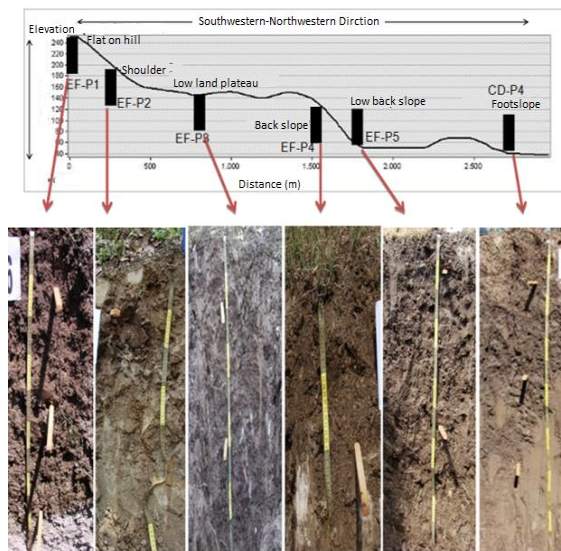 Southwestern-Northwestern Dirction
Elevation
Flat on hill
240
220
200
180
160
140
120
100
80
60
40
EF-P1
Shoulder
EF-P2
Low land plateau
EF-P3
Back slope
EF-P4
Low back slope
EF-P5
CD-P4
Footslope
0
500
1.000
1.500
2.000
2.500
Distance (m)